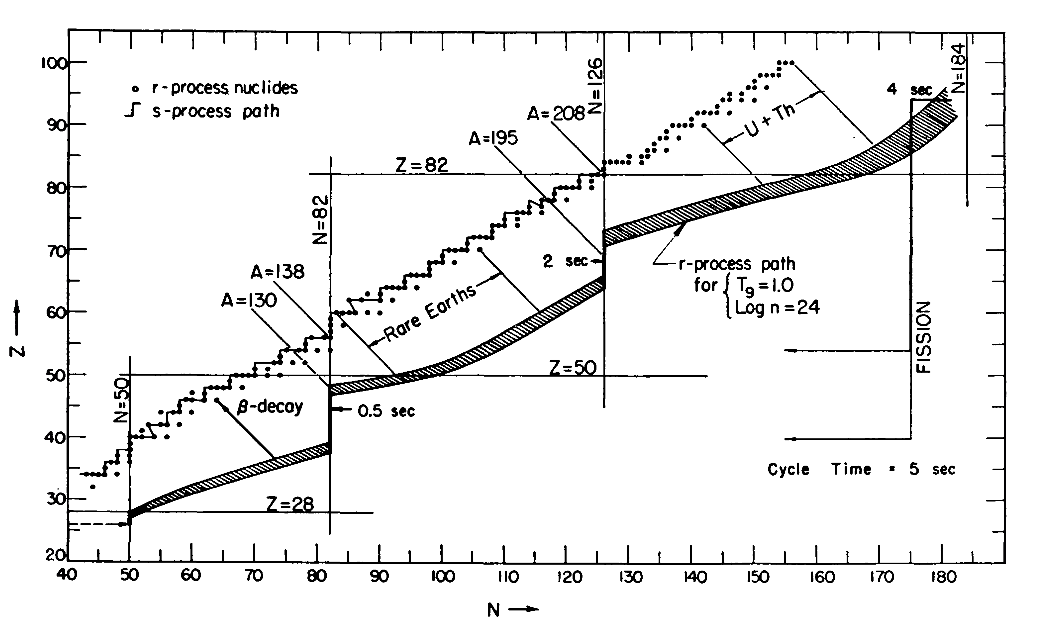 r-process nuclides
s-process path
A=208
A=195
Z=82
N=126
N=184
4 sec
U + Th
N=82
A=138
A=130
2 sec
r-process path
for { T9 = 1.0
Log n = 24
Rare Earths
FISSION
N=50
Z=50
β-decay
0.5 sec
Cycle Time = 5 sec
Z=28
Z
100
90
80
70
60
50
40
30
20
40 50 60 70 80 90 100 110 120 130 140 150 160 170 180
N